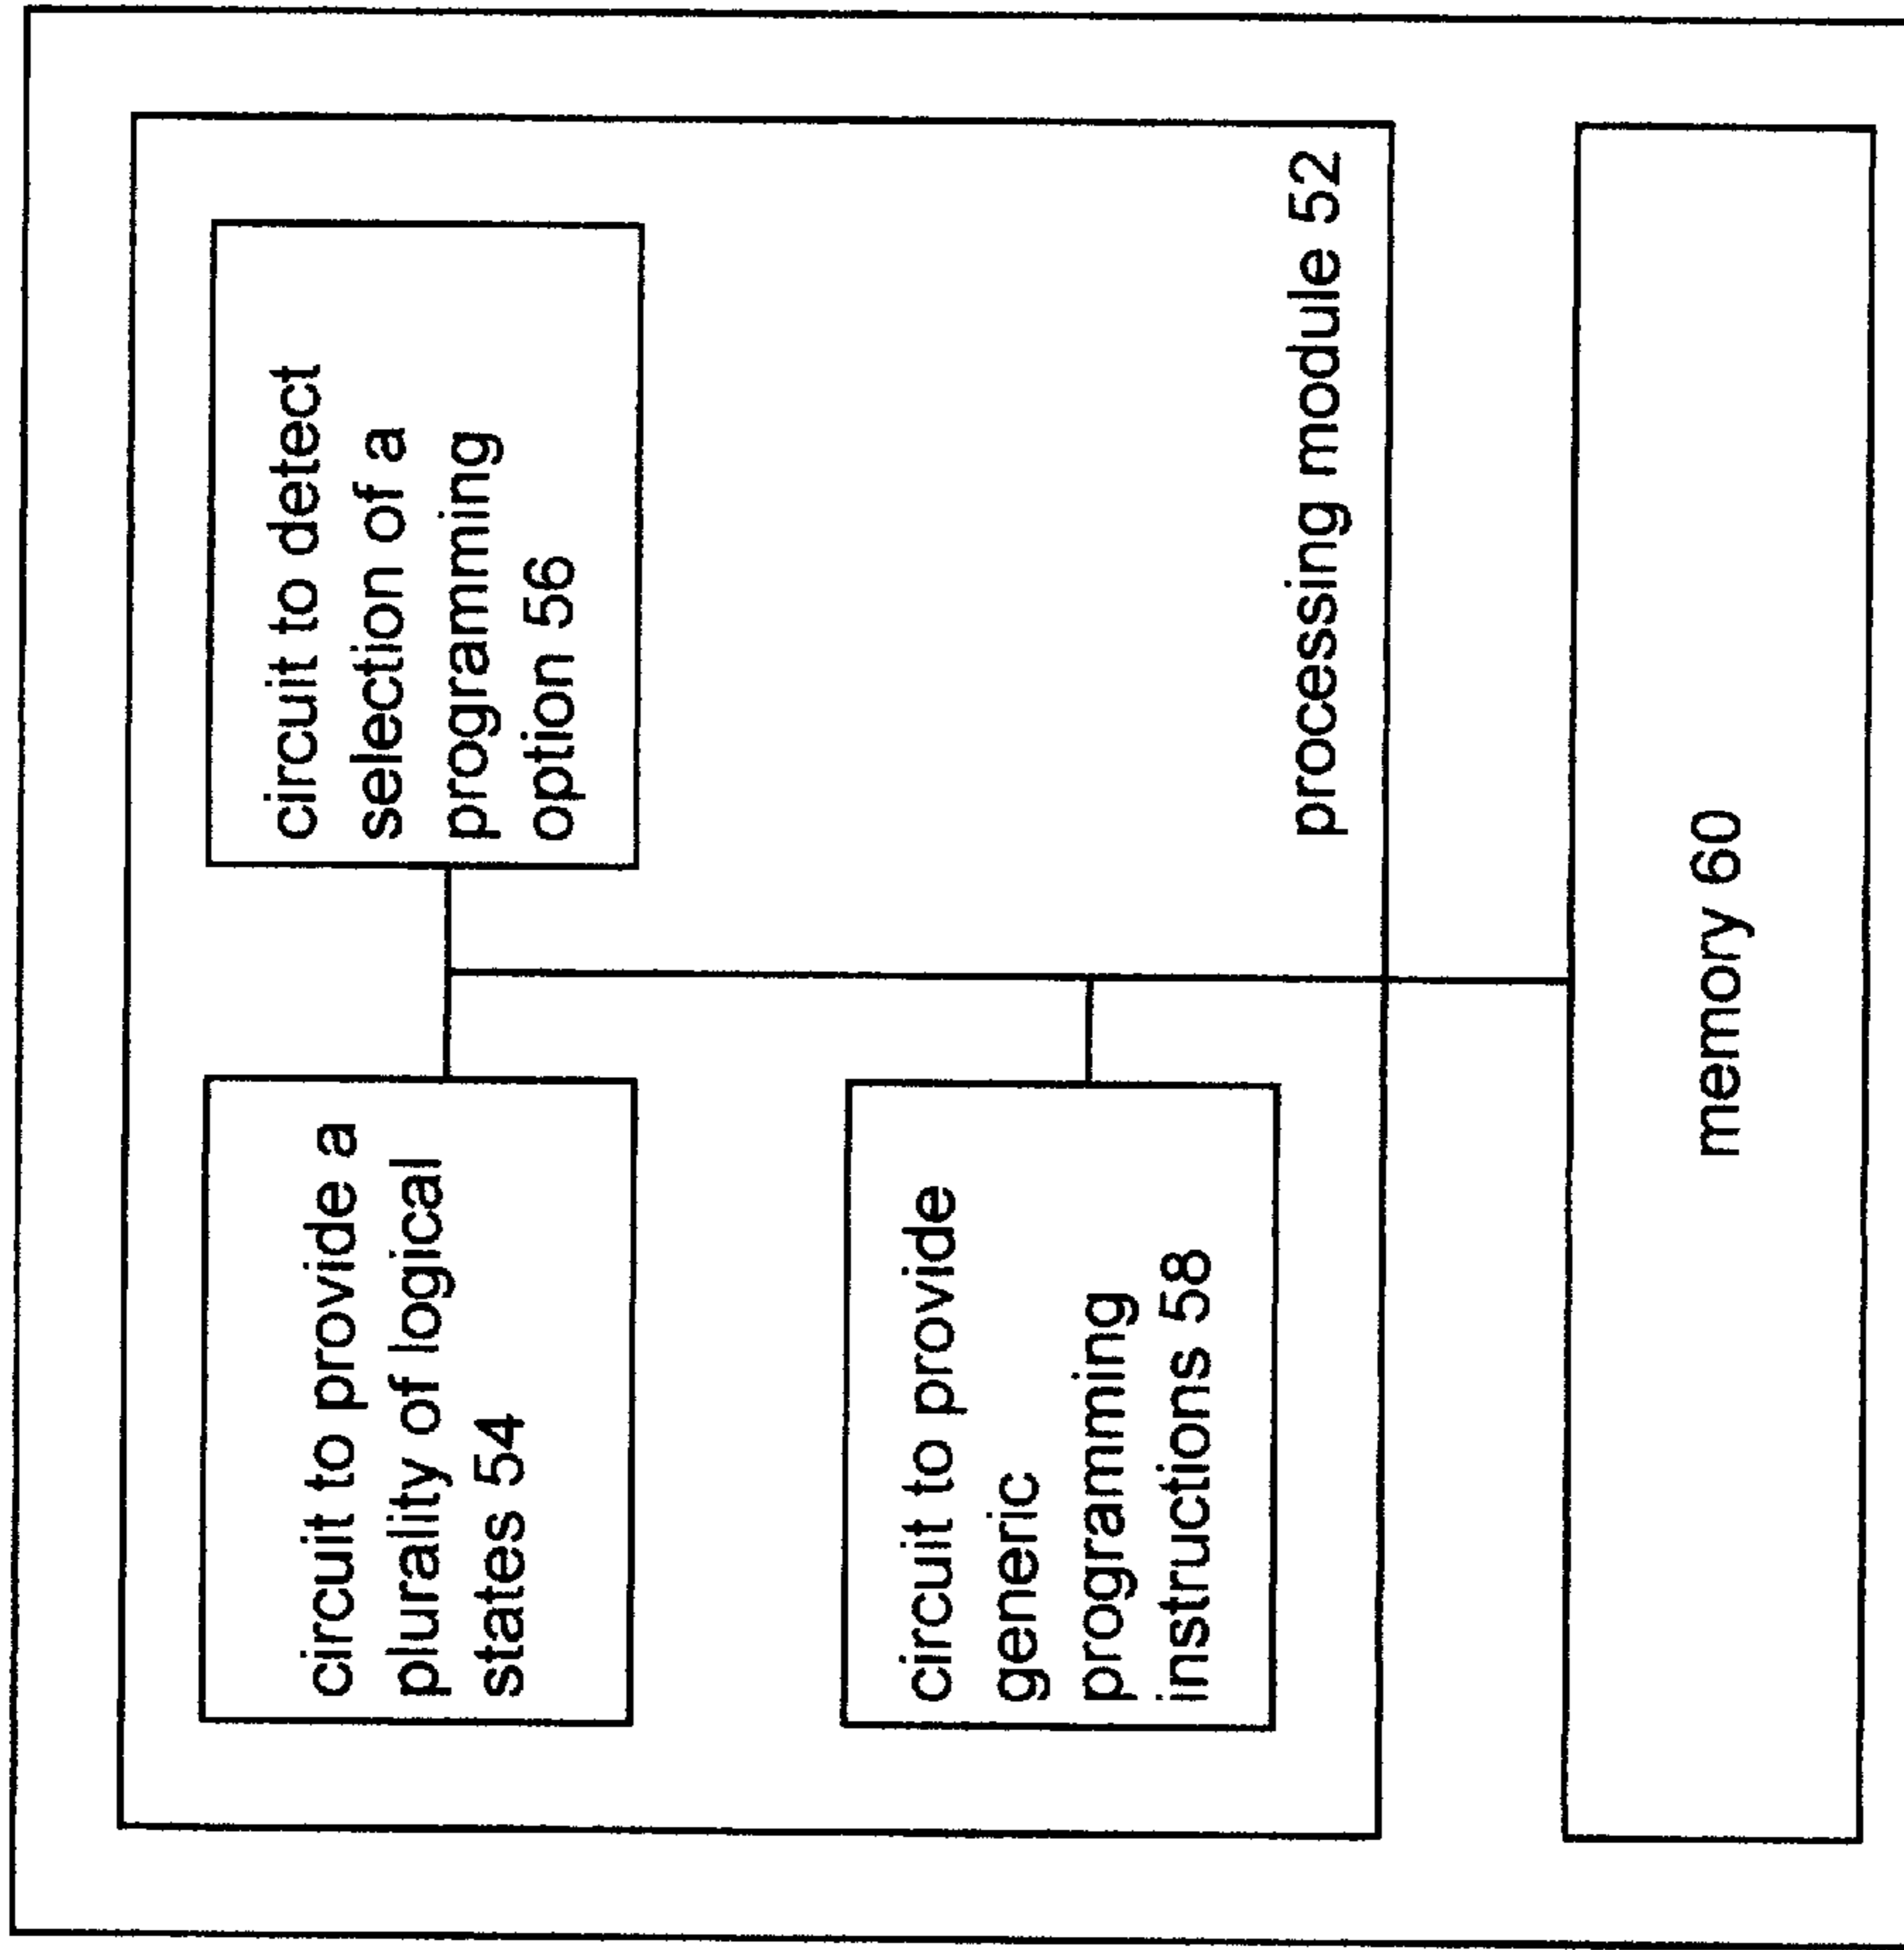 circuit to provide a
plurality of logical
states 54
circuit to detect
selection of a
programming
option 56
circuit to provide
generic
programming
instructions 58
processing module 52
memory 60